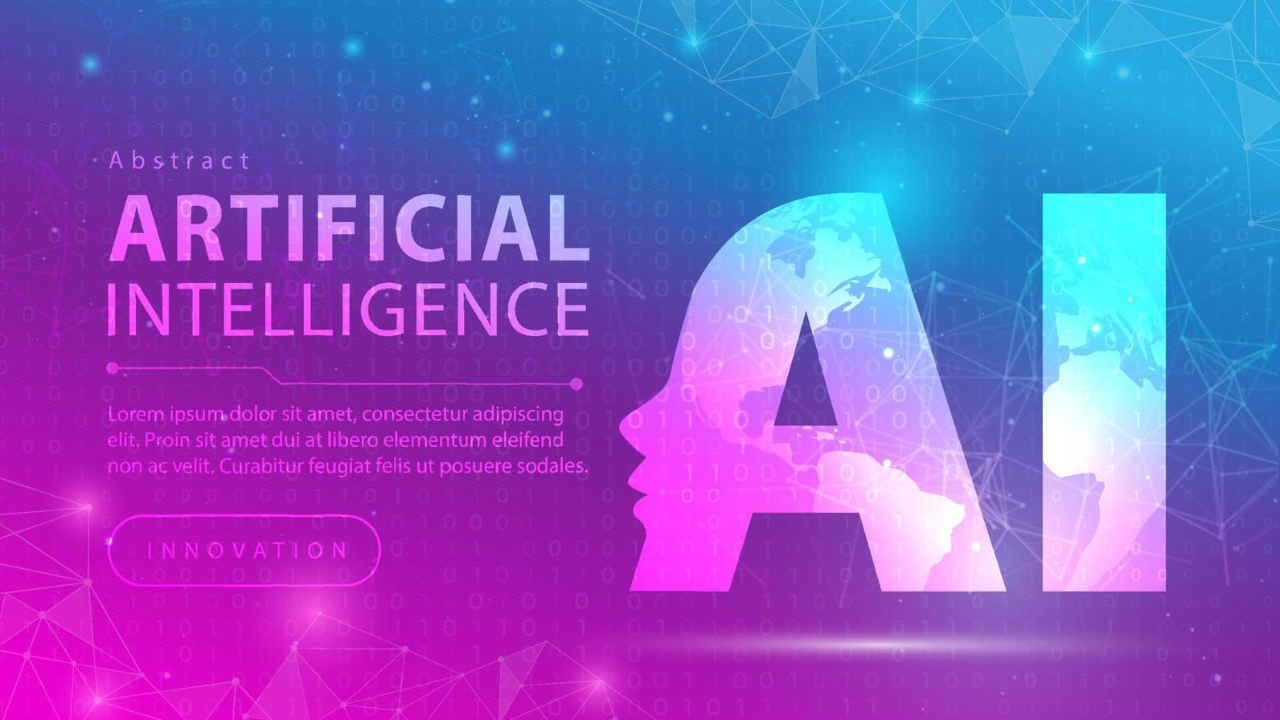 Abstract
ARTIFICIAL
INTELLIGENCE
Lorem ipsum dolor sit amet, consectetur adipiscing
elit. Proin sit amet dui at libero elementum eleifend
non ac velit. Curabitur feugiat felis ut posuere sodales.
INNOVATION
AI